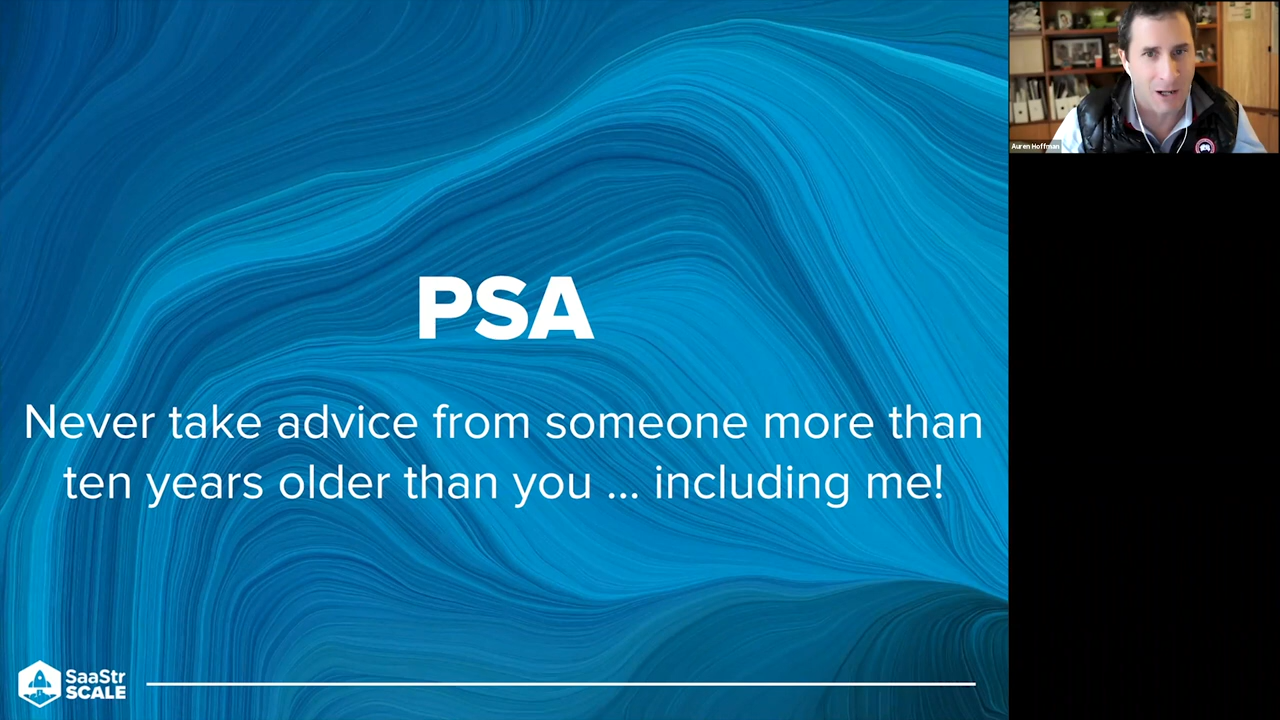 PSA
Never take advice from someone more than
ten years older than you ... including me!
SaaStr
SCALE
Auren Hoffman